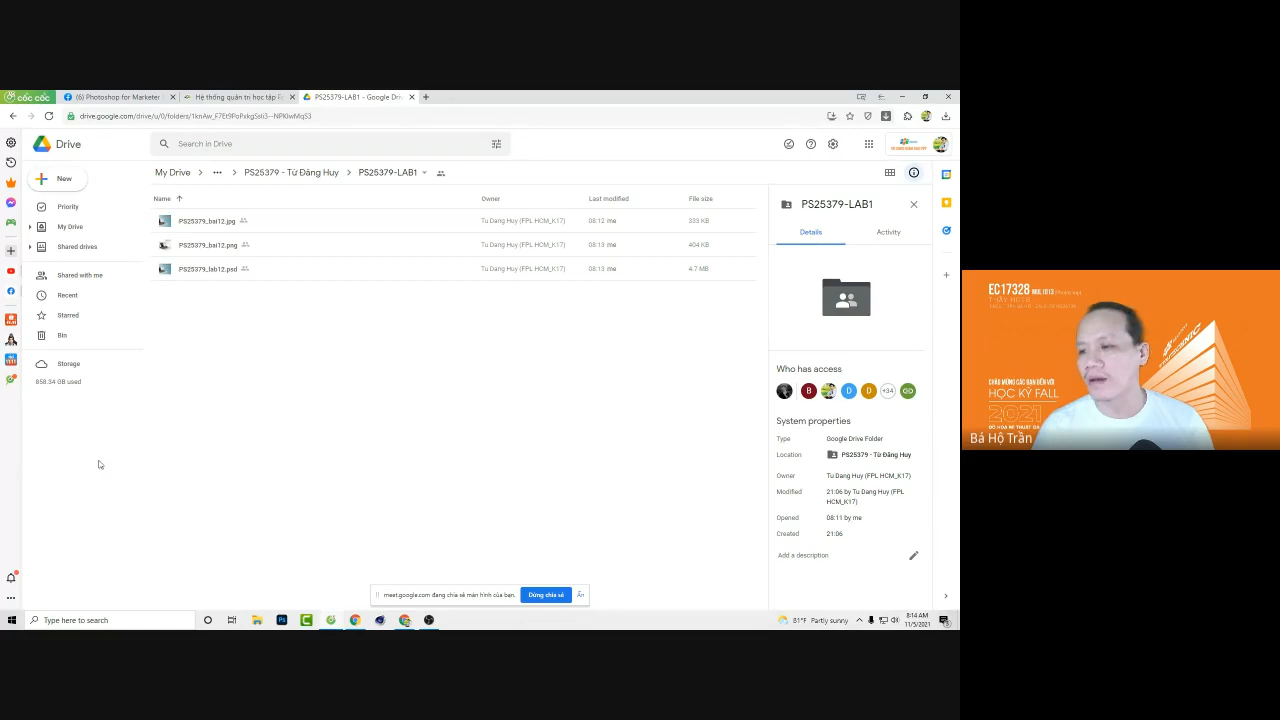 cốc cốc
(6) Photoshop for Marketer
Hệ thống quản trị học tập
PS25379-LAB1 - Google Driv
drive.google.com/drive/u/0/folders/
Drive
Search in Drive
My Drive
PS25379 - Từ Đăng Huy
PS25379-LAB1
New
Priority
My Drive
Shared drives
Shared with me
Recent
Starred
Bin
Storage
858.34 GB used
Name
Owner
Last modified
File size
PS25379_bai12.jpg
Tu Dang Huy (FPL HCM_K17)
08:12 me
333 KB
PS25379_bai12.png
Tu Dang Huy (FPL HCM_K17)
08:13 me
404 KB
PS25379_lab12.psd
Tu Dang Huy (FPL HCM_K17)
08:13 me
4.7 MB
PS25379-LAB1
Details
Activity
Who has access
B
D
D
+34
System properties
Type
Google Drive Folder
Location
PS25379 - Từ Đăng Huy
Owner
Tu Dang Huy (FPL HCM_K17)
Modified
21:06 by Tu Dang Huy (FPL
HCM_K17)
Opened
08:11 by me
Created
21:06
Add a description
meet.google.com đang chia sẻ màn hình của bạn.
Dừng chia sẻ
Ẩn
Type here to search
81°F Partly sunny
8:14 AM
11/5/2021
EC17328
CHÀO MỪNG CÁC BẠN ĐẾN VỚI
HỌC KỲ FALL
2021
Bá Hộ Trần